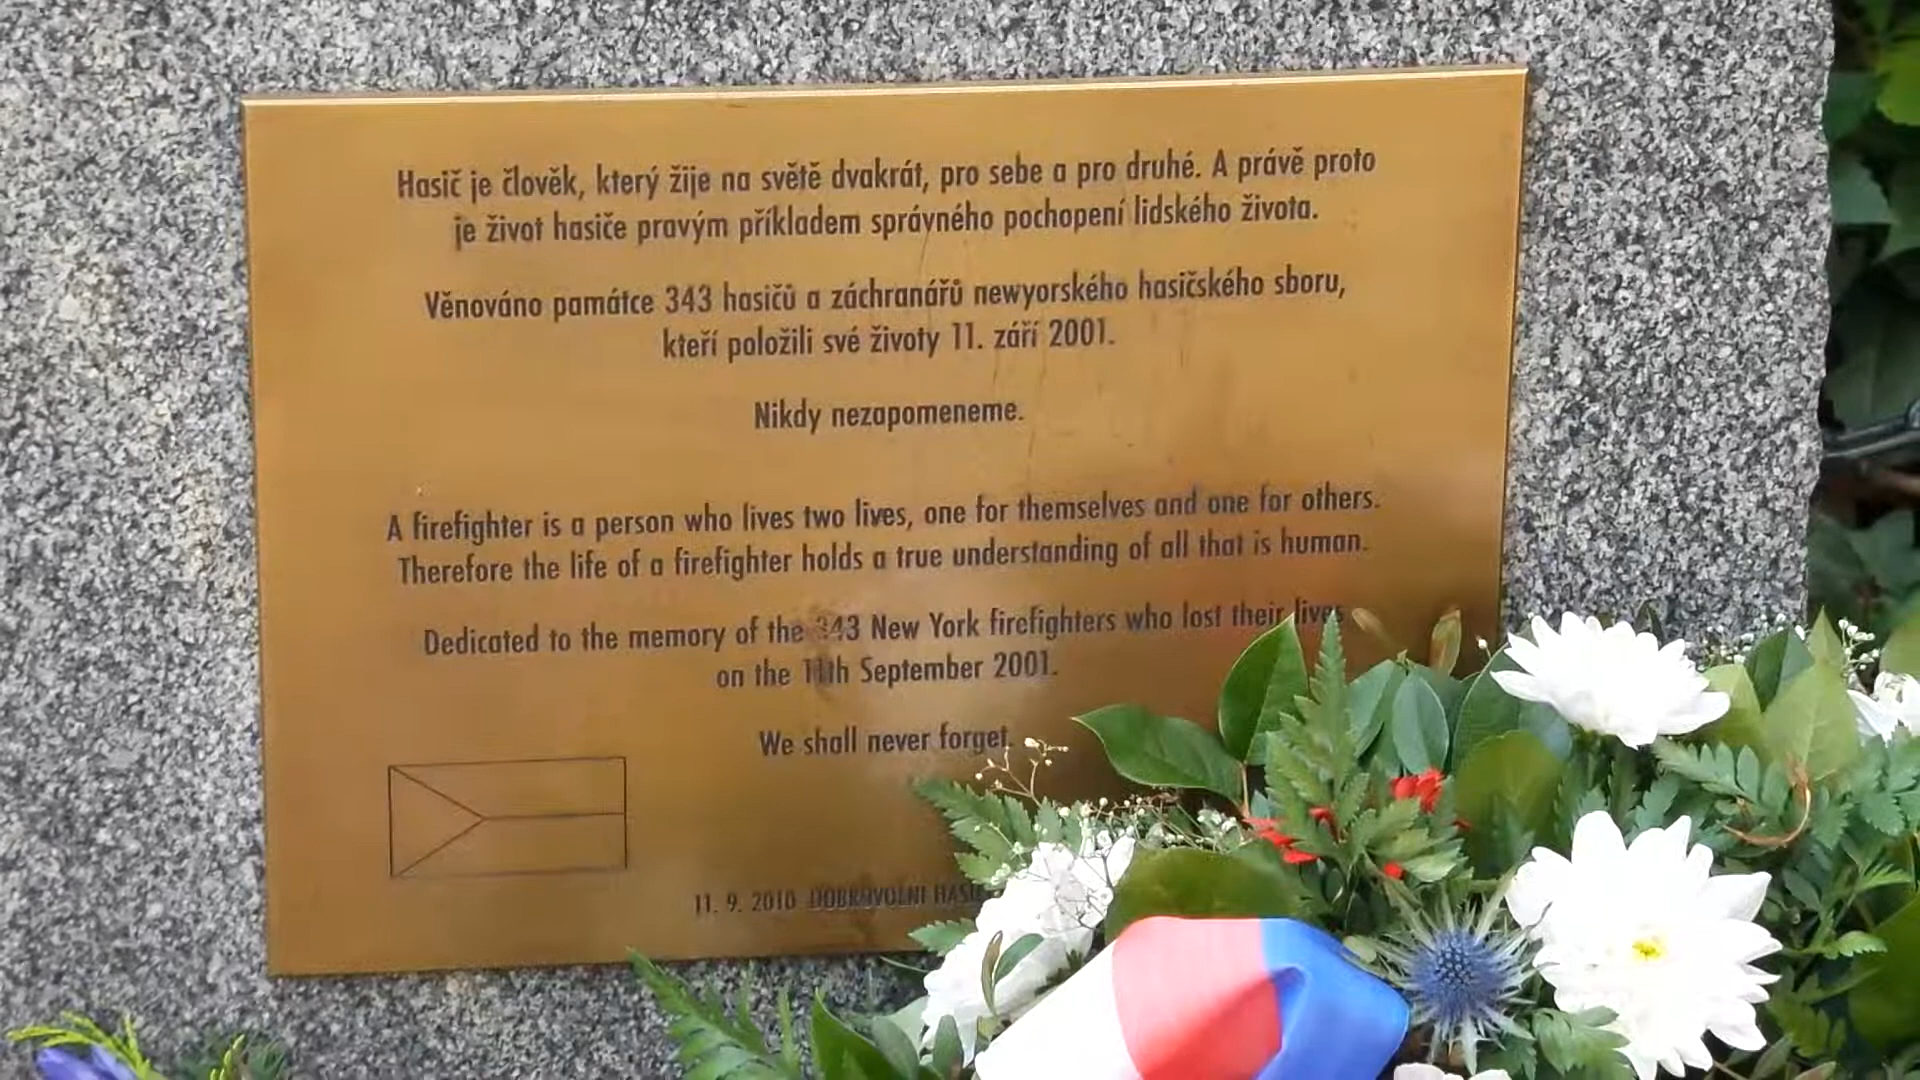 Hasič je člověk, který žije na světě dvakrát, pro sebe a pro druhé. A právě proto
je život hasiče pravým příkladem správného pochopení lidského života.
Věnováno památce 343 hasičů a záchranářů newyorského hasičského sboru,
kteří položili své životy 11. září 2001.
Nikdy nezapomeneme.
A firefighter is a person who lives two lives, one for themselves and one for others.
Therefore the life of a firefighter holds a true understanding of all that is human.
Dedicated to the memory of the 343 New York firefighters who lost their lives
on the 11th September 2001.
We shall never forget.
11. 9. 2010 DOBROVOLNÍ